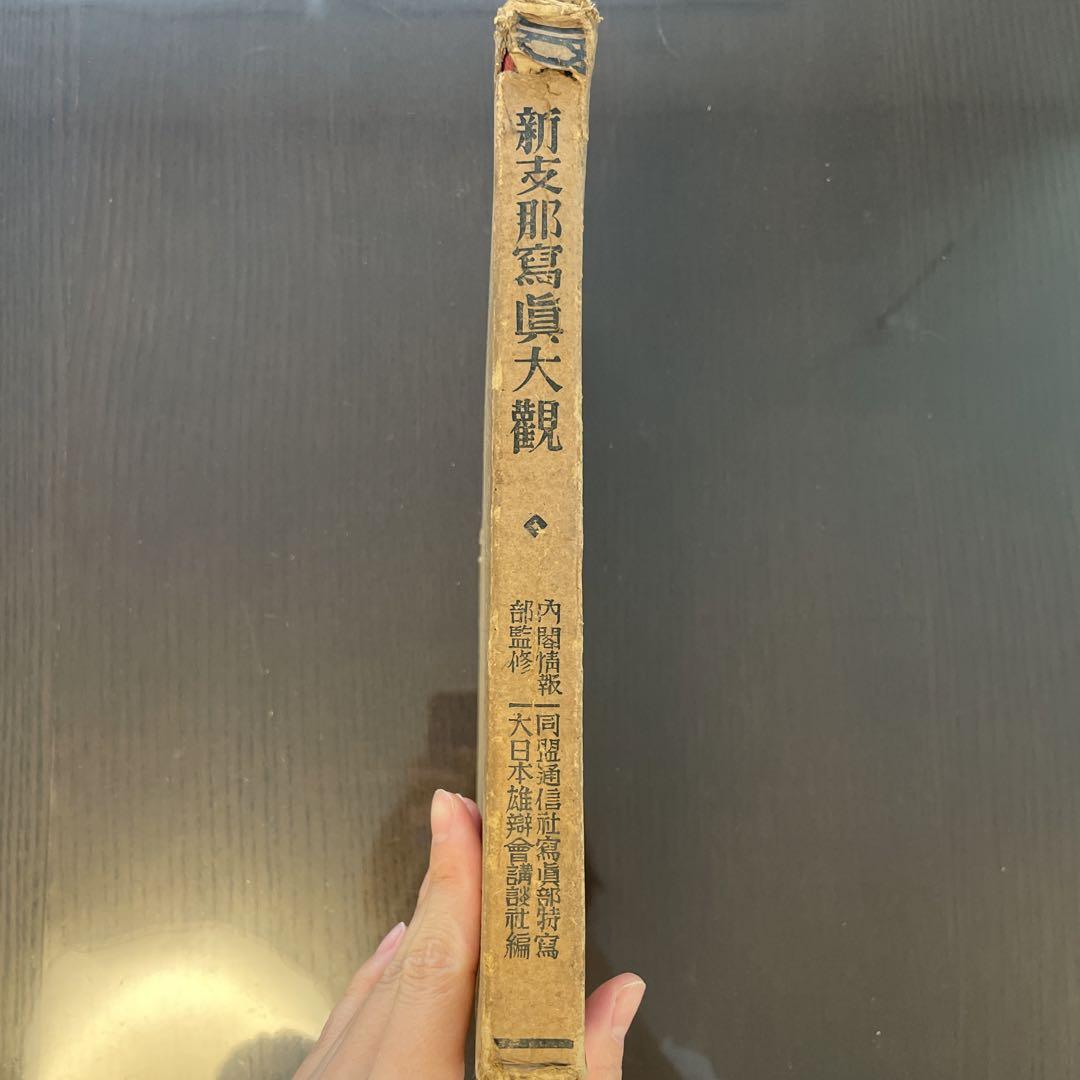 新支那寫眞大觀
内閣情報
部監修
同盟通信社寫眞部特寫
大日本雄辯會講談社編